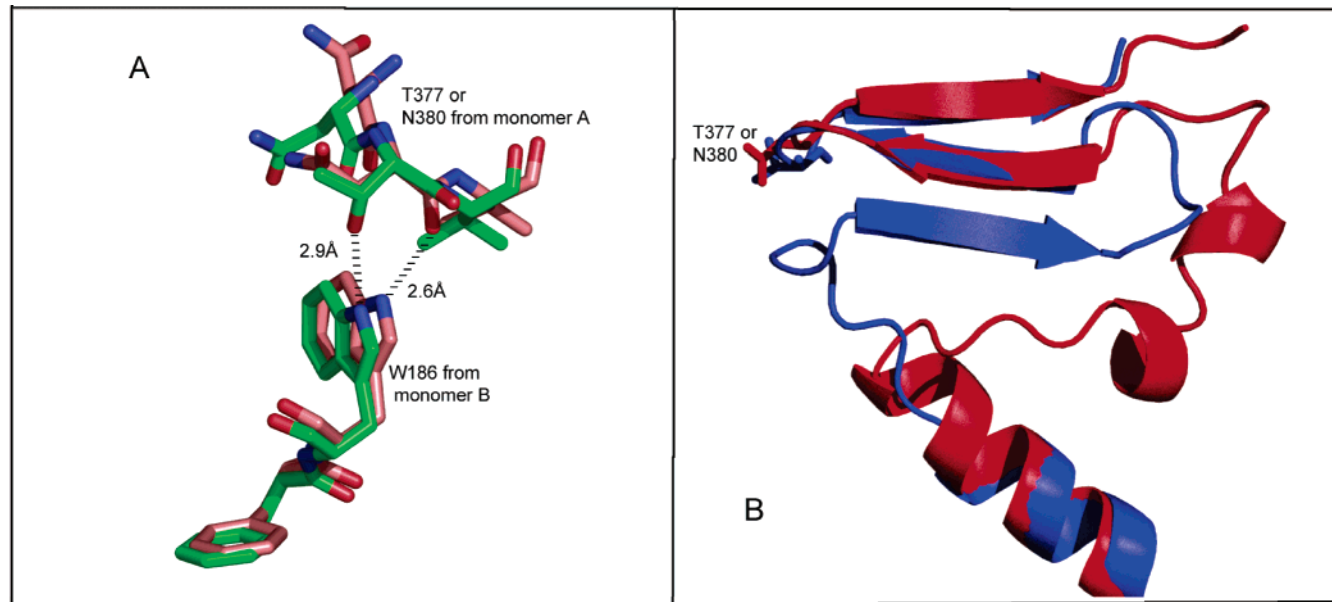 A
T377 or
N380 from monomer A
2.9Å
2.6Å
W186 from
monomer B
T377 or
N380
B